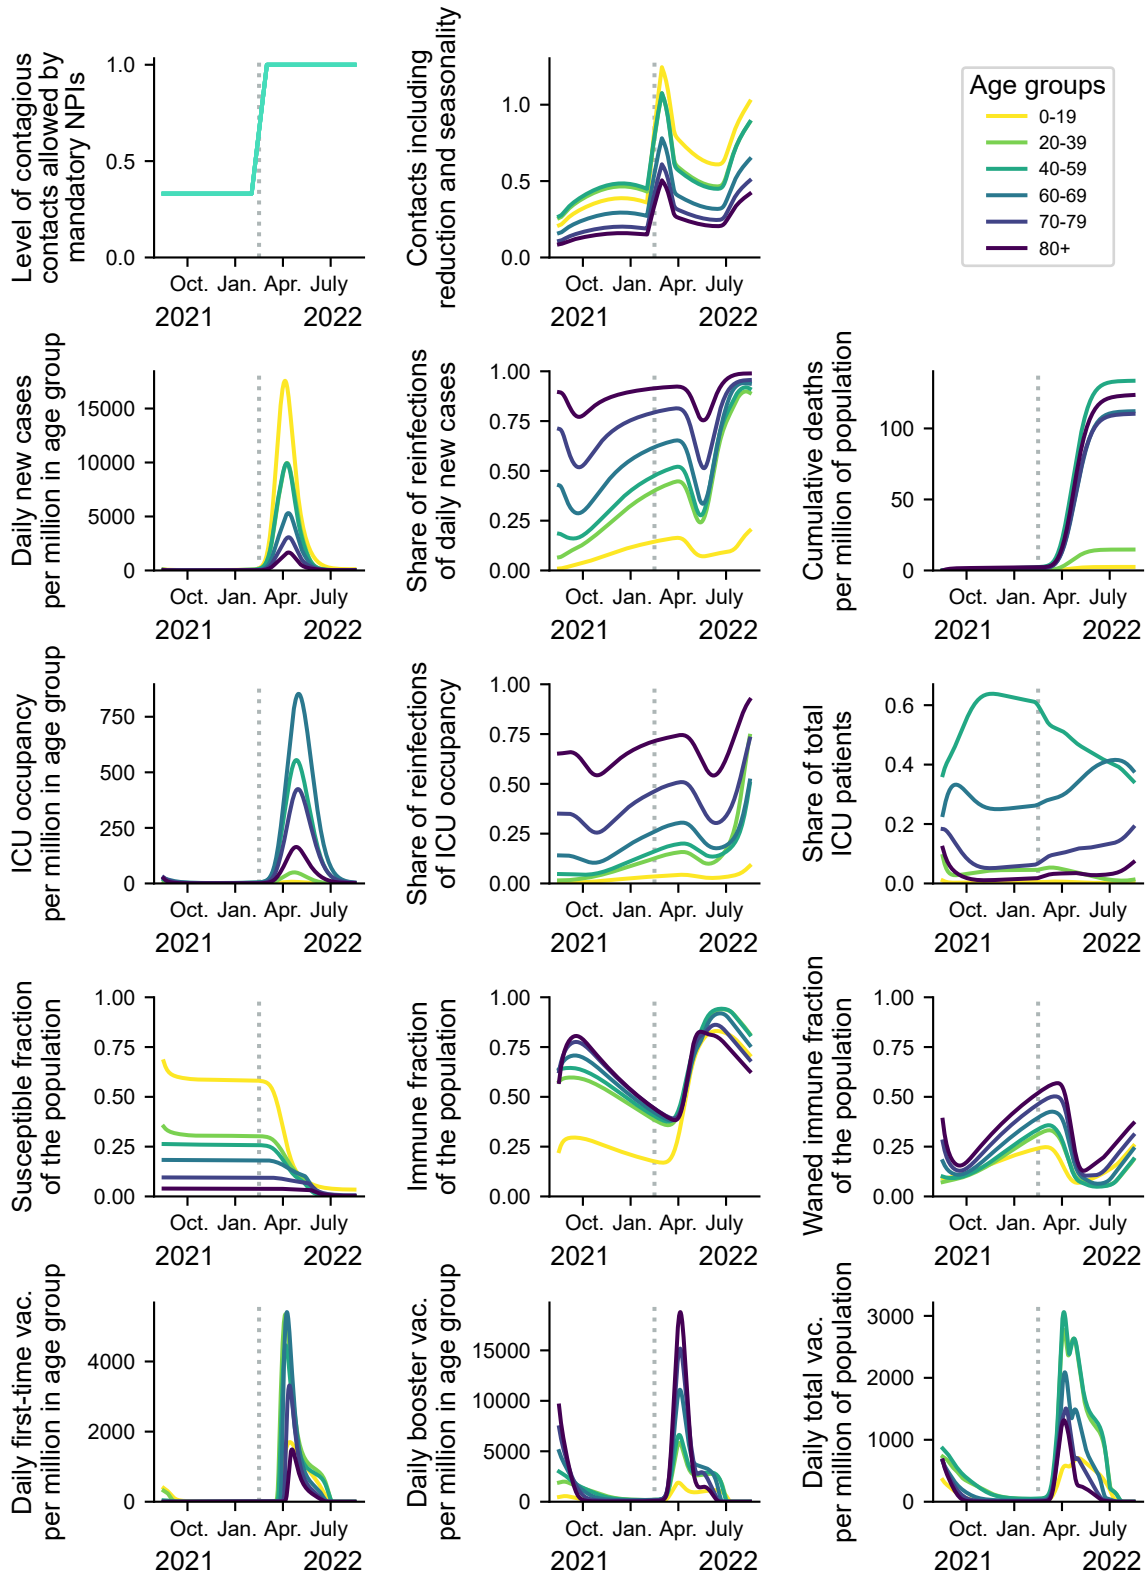 Level of contagious
contacts allowed by
mandatory NPIs
1.0
0.5
0.0
Oct. Jan. Apr. July
2021 2022
Contacts including
reduction and seasonality
1.0
0.5
0.0
Oct. Jan. Apr. July
2021 2022
Age groups
0-19
20-39
40-59
60-69
70-79
80+
Daily new cases
per million in age group
15000
10000
5000
0
Oct. Jan. Apr. July
2021 2022
Share of reinfections
of daily new cases
1.00
0.75
0.50
0.25
0.00
Oct. Jan. Apr. July
2021 2022
Cumulative deaths
per million of population
100
50
0
Oct. Jan. Apr. July
2021 2022
ICU occupancy
per million in age group
750
500
250
0
Oct. Jan. Apr. July
2021 2022
Share of reinfections
of ICU occupancy
1.00
0.75
0.50
0.25
0.00
Oct. Jan. Apr. July
2021 2022
Share of total
ICU patients
0.6
0.4
0.2
0.0
Oct. Jan. Apr. July
2021 2022
Susceptible fraction
of the population
1.00
0.75
0.50
0.25
0.00
Oct. Jan. Apr. July
2021 2022
Immune fraction
of the population
1.00
0.75
0.50
0.25
0.00
Oct. Jan. Apr. July
2021 2022
Waned immune fraction
of the population
1.00
0.75
0.50
0.25
0.00
Oct. Jan. Apr. July
2021 2022
Daily first-time vac.
per million in age group
4000
2000
0
Oct. Jan. Apr. July
2021 2022
Daily booster vac.
per million in age group
15000
10000
5000
0
Oct. Jan. Apr. July
2021 2022
Daily total vac.
per million of population
3000
2000
1000
0
Oct. Jan. Apr. July
2021 2022